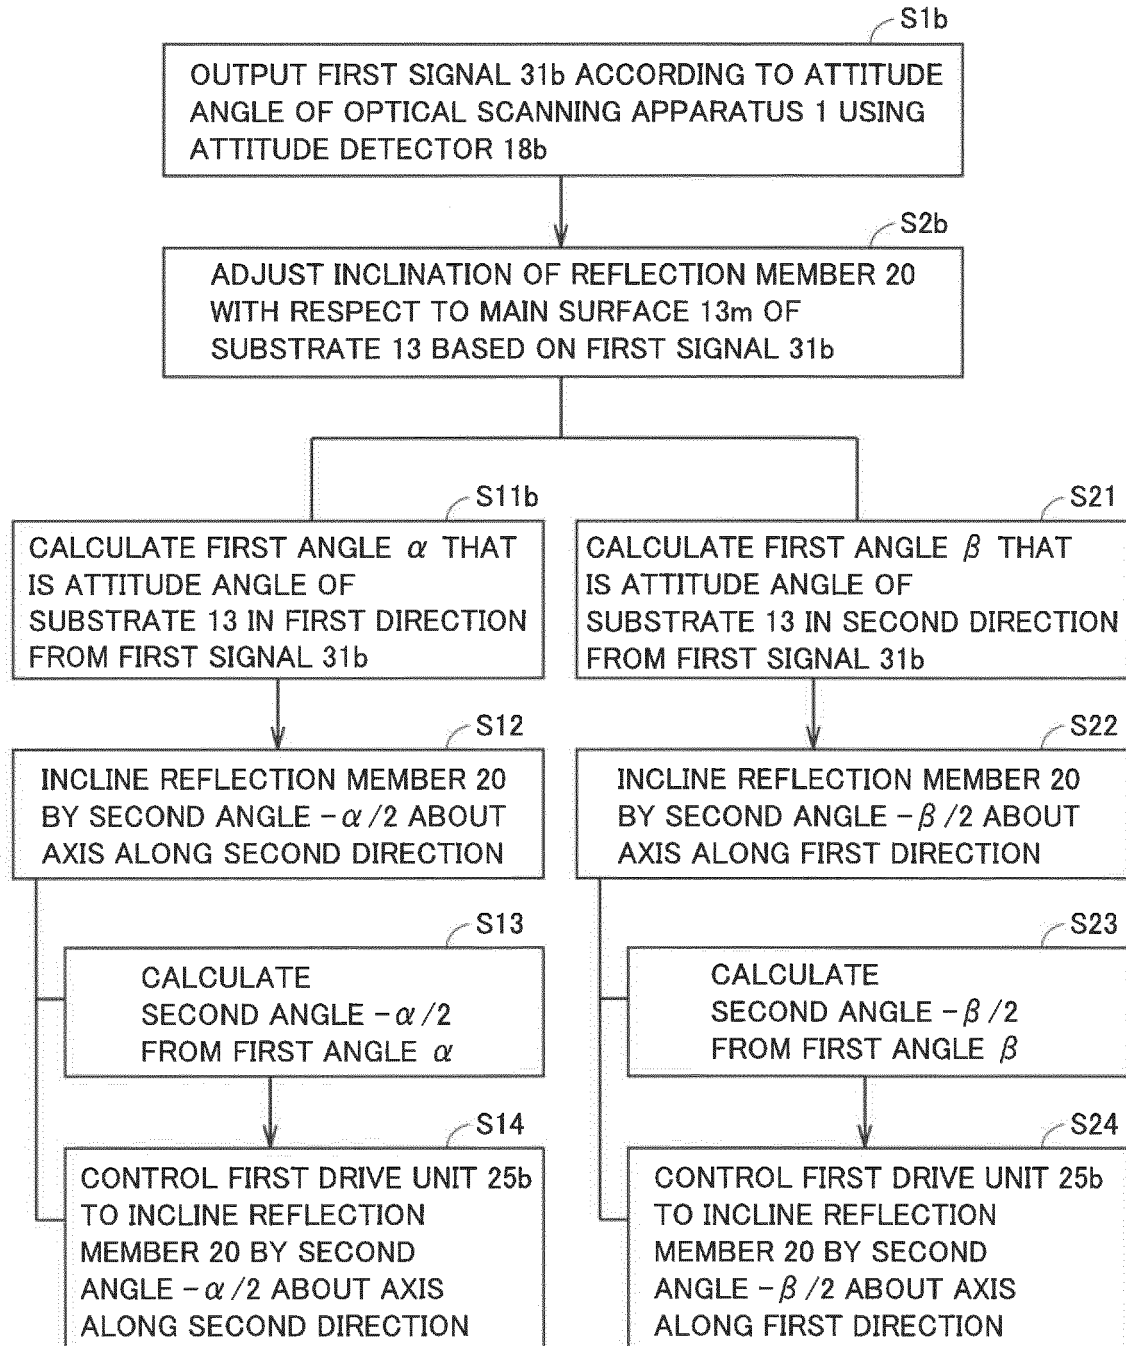 S1b
OUTPUT FIRST SIGNAL 31b ACCORDING TO ATTITUDE
ANGLE OF OPTICAL SCANNING APPARATUS 1 USING
ATTITUDE DETECTOR 18b
S2b
ADJUST INCLINATION OF REFLECTION MEMBER 20
WITH RESPECT TO MAIN SURFACE 13m OF
SUBSTRATE 13 BASED ON FIRST SIGNAL 31b
S11b
CALCULATE FIRST ANGLE α THAT
IS ATTITUDE ANGLE OF
SUBSTRATE 13 IN FIRST DIRECTION
FROM FIRST SIGNAL 31b
S12
INCLINE REFLECTION MEMBER 20
BY SECOND ANGLE -α/2 ABOUT
AXIS ALONG SECOND DIRECTION
S13
CALCULATE
SECOND ANGLE -α/2
FROM FIRST ANGLE α
S14
CONTROL FIRST DRIVE UNIT 25b
TO INCLINE REFLECTION
MEMBER 20 BY SECOND
ANGLE -α/2 ABOUT AXIS
ALONG SECOND DIRECTION
S21
CALCULATE FIRST ANGLE β THAT
IS ATTITUDE ANGLE OF
SUBSTRATE 13 IN SECOND DIRECTION
FROM FIRST SIGNAL 31b
S22
INCLINE REFLECTION MEMBER 20
BY SECOND ANGLE -β/2 ABOUT
AXIS ALONG FIRST DIRECTION
S23
CALCULATE
SECOND ANGLE -β/2
FROM FIRST ANGLE β
S24
CONTROL FIRST DRIVE UNIT 25b
TO INCLINE REFLECTION
MEMBER 20 BY SECOND
ANGLE -β/2 ABOUT AXIS
ALONG FIRST DIRECTION